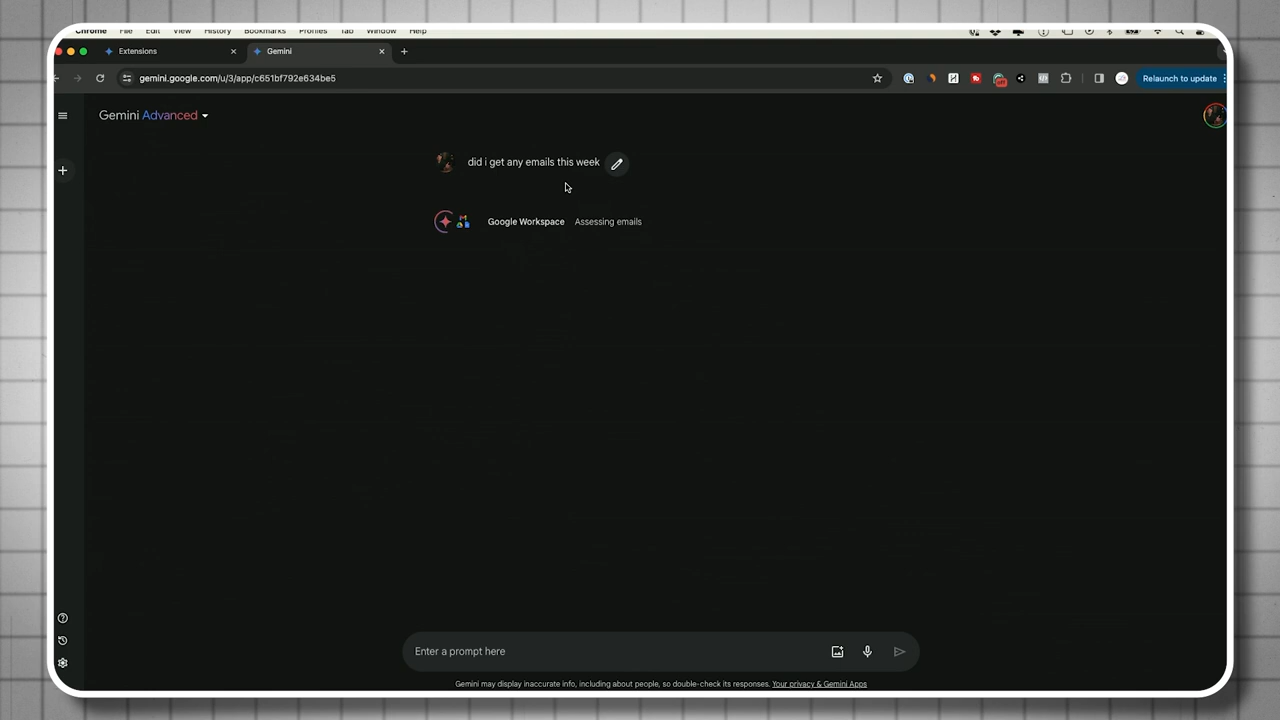 Chrome File Edit View History Bookmarks Profiles Tab Window Help
Extensions Gemini
gemini.google.com/u/3/app/c651bf792e634be5 Relaunch to update
Gemini Advanced
did i get any emails this week
Google Workspace Assessing emails
Enter a prompt here
Gemini may display inaccurate info, including about people, so double-check its responses. Your privacy & Gemini Apps